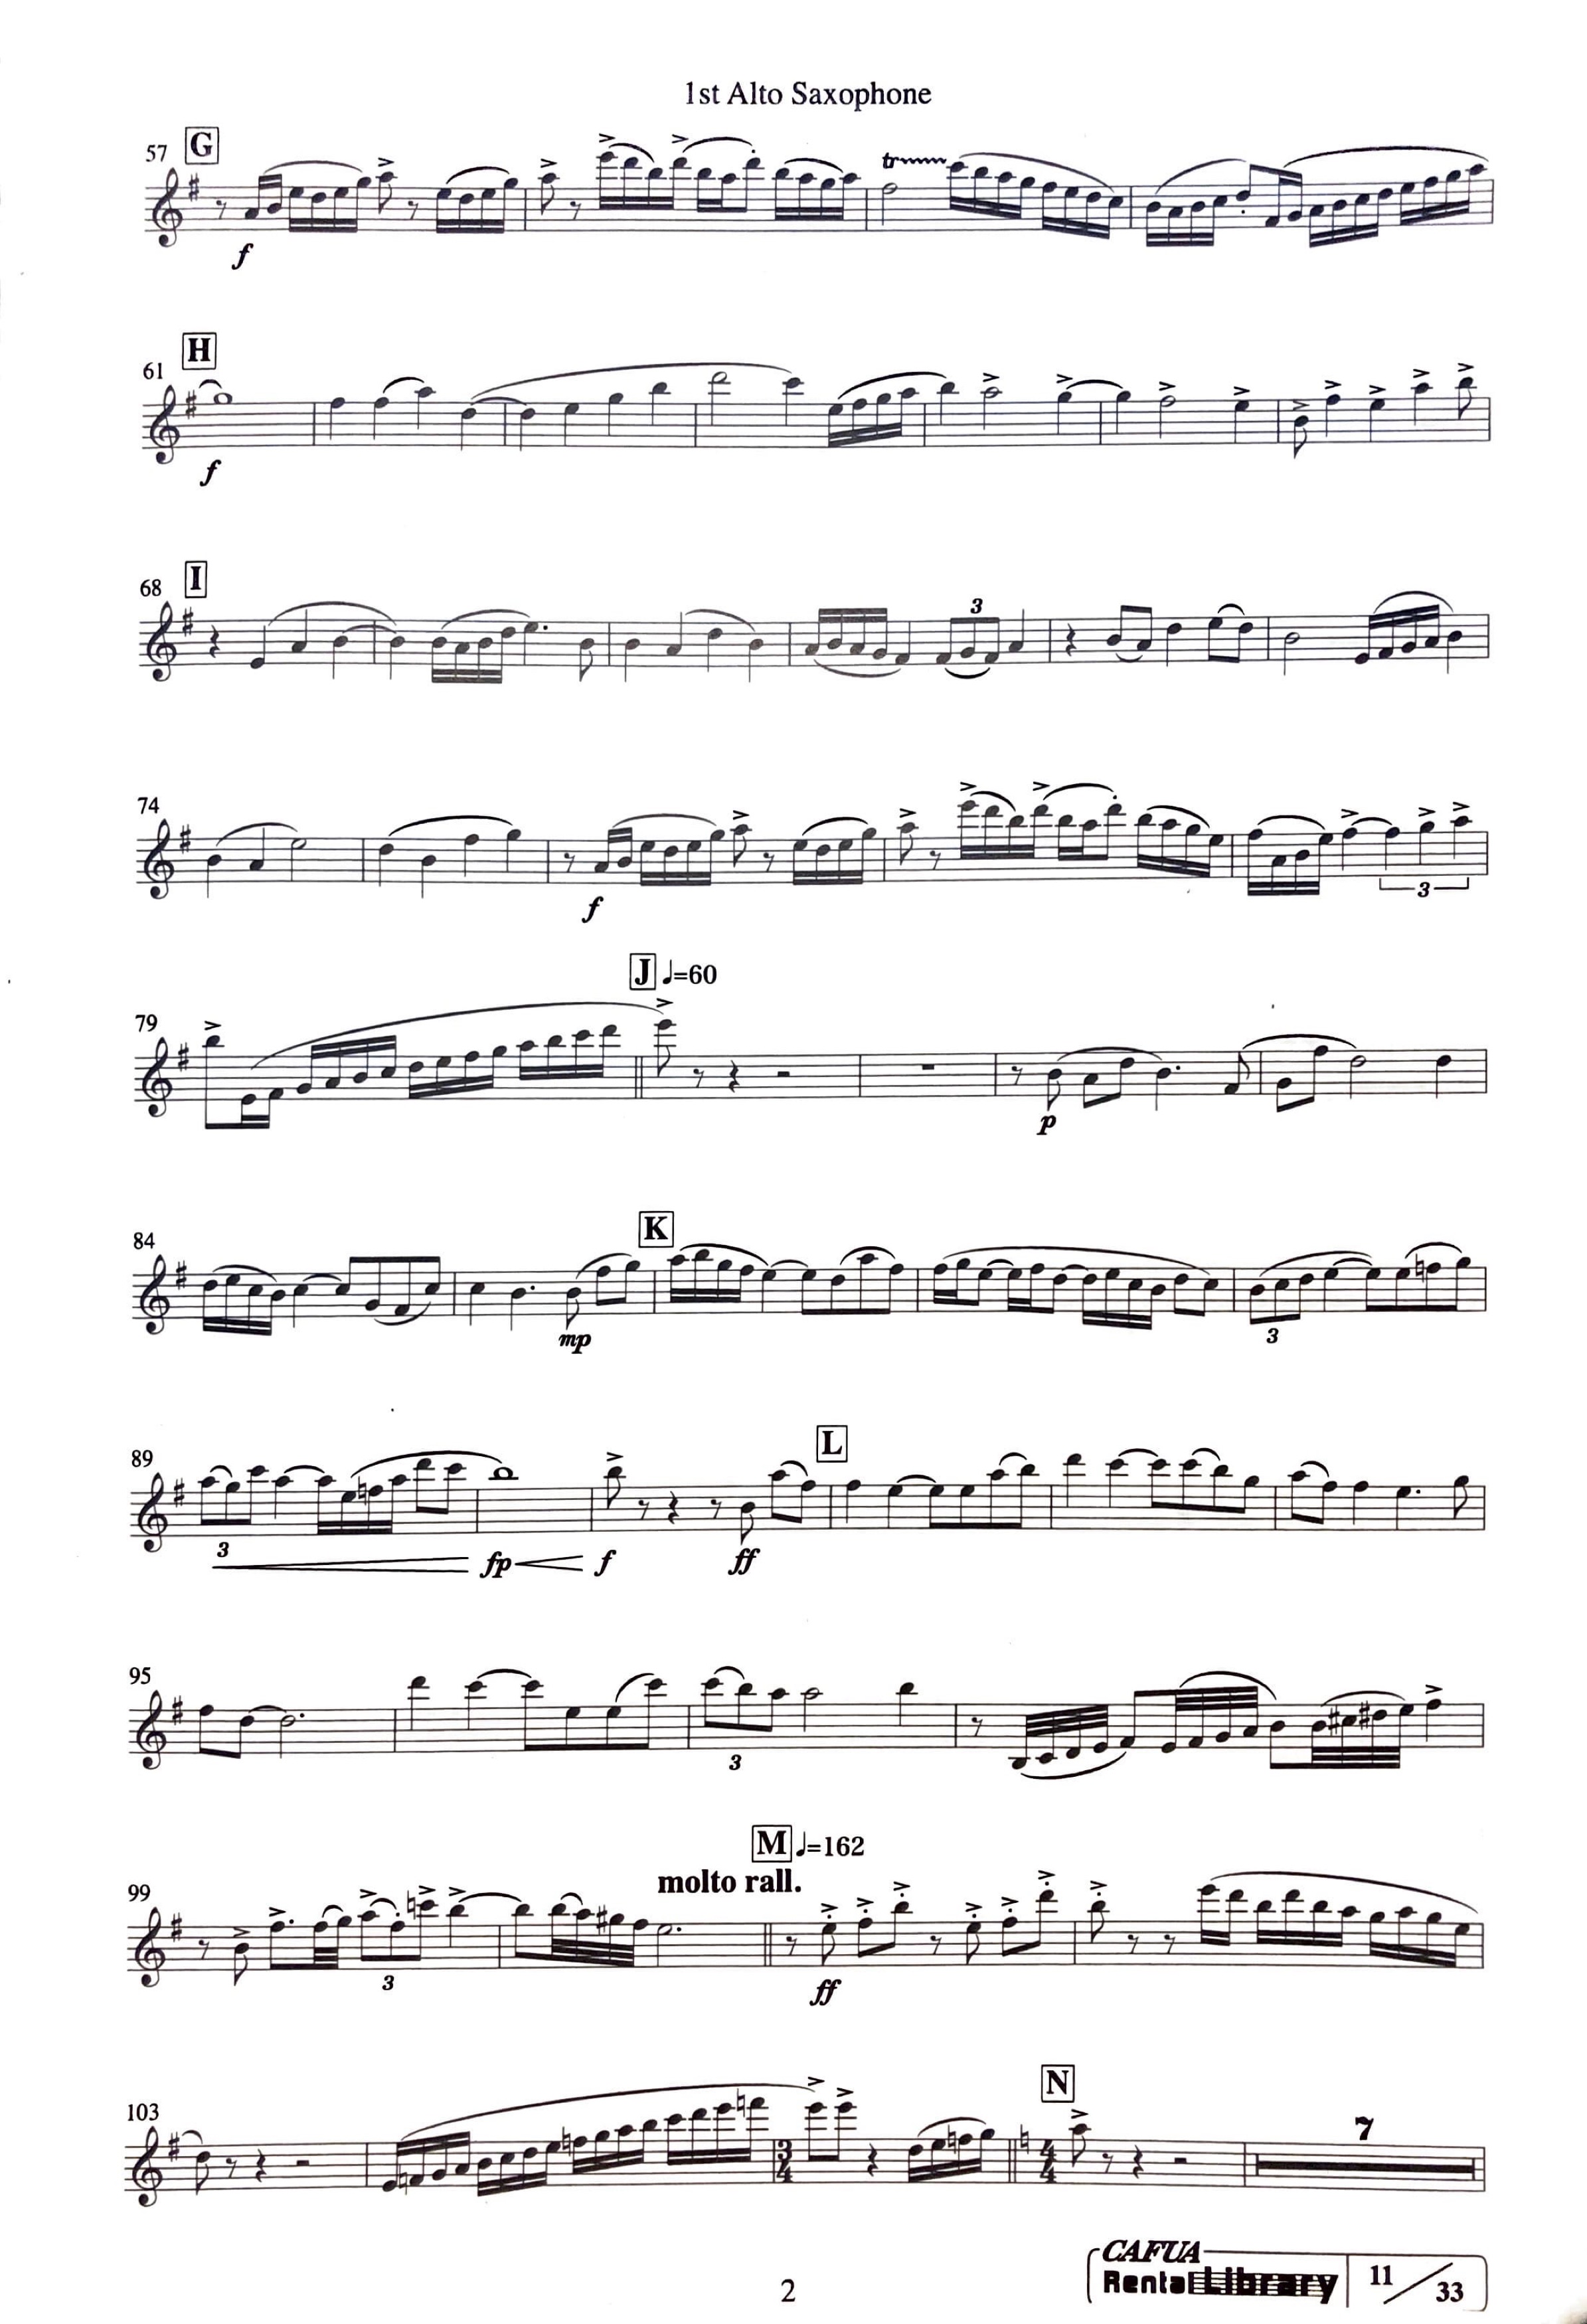 1st Alto Saxophone
57 G
tr
f
61 H
f
68 I
3
74
f
3
J ♩=60
79
p
84 K
mp
3
89 L
3
fp f ff
95
3
M ♩=162
molto rall.
99
3
ff
103 N
3/4 4/4 7
CAFUA
Rental Library 11/33
2